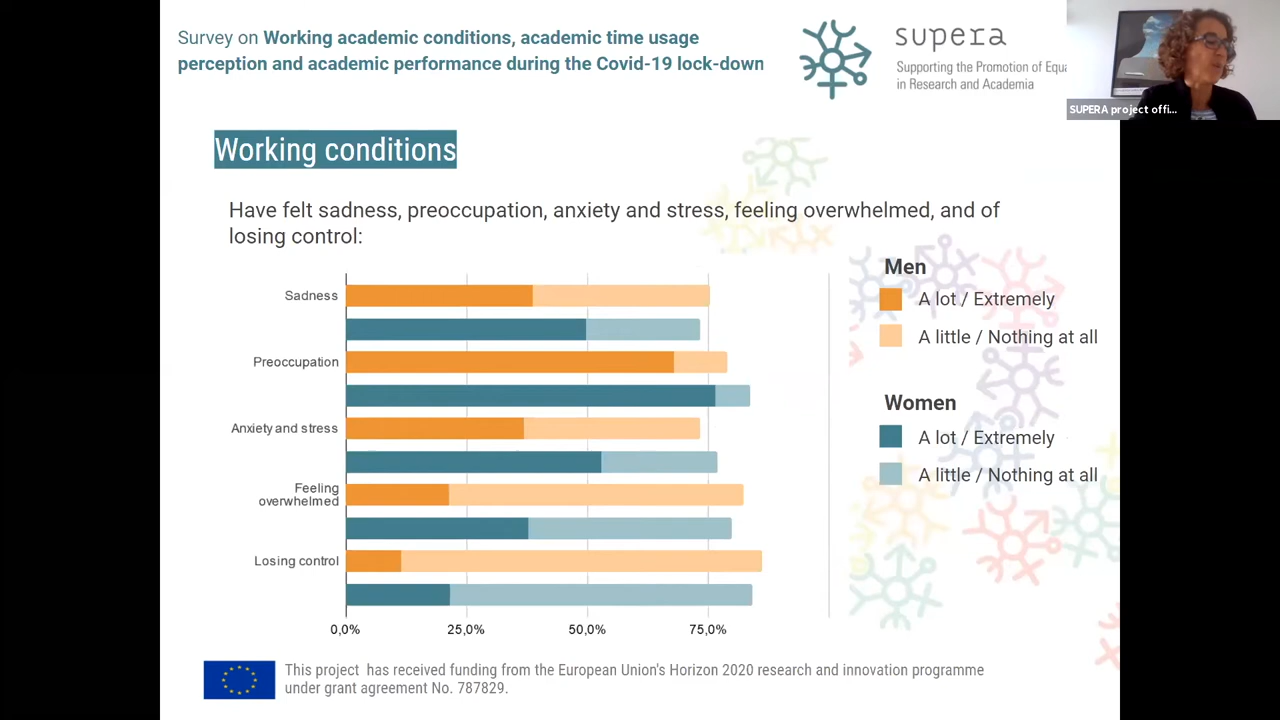 Survey on Working academic conditions, academic time usage
perception and academic performance during the Covid-19 lock-down
supera
Supporting the Promotion of Equa
in Research and Academia
SUPERA project offi...
Working conditions
Have felt sadness, preoccupation, anxiety and stress, feeling overwhelmed, and of
losing control:
Sadness
Preoccupation
Anxiety and stress
Feeling
overwhelmed
Losing control
0,0%
25,0%
50,0%
75,0%
Men
A lot / Extremely
A little / Nothing at all
Women
A lot / Extremely
A little / Nothing at all
This project has received funding from the European Union's Horizon 2020 research and innovation programme
under grant agreement No. 787829.